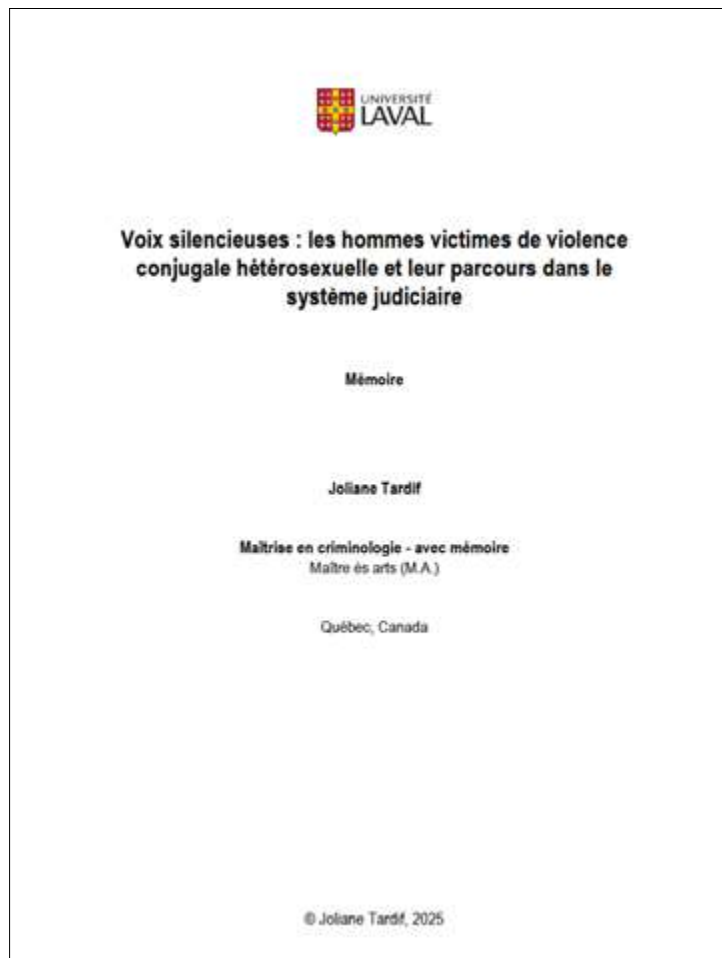 UNIVERSITÉ
LAVAL
Voix silencieuses : les hommes victimes de violence
conjugale hétérosexuelle et leur parcours dans le
système judiciaire
Mémoire
Joliane Tardif
Maîtrise en criminologie - avec mémoire
Maître ès arts (M.A.)
Québec, Canada
© Joliane Tardif, 2025